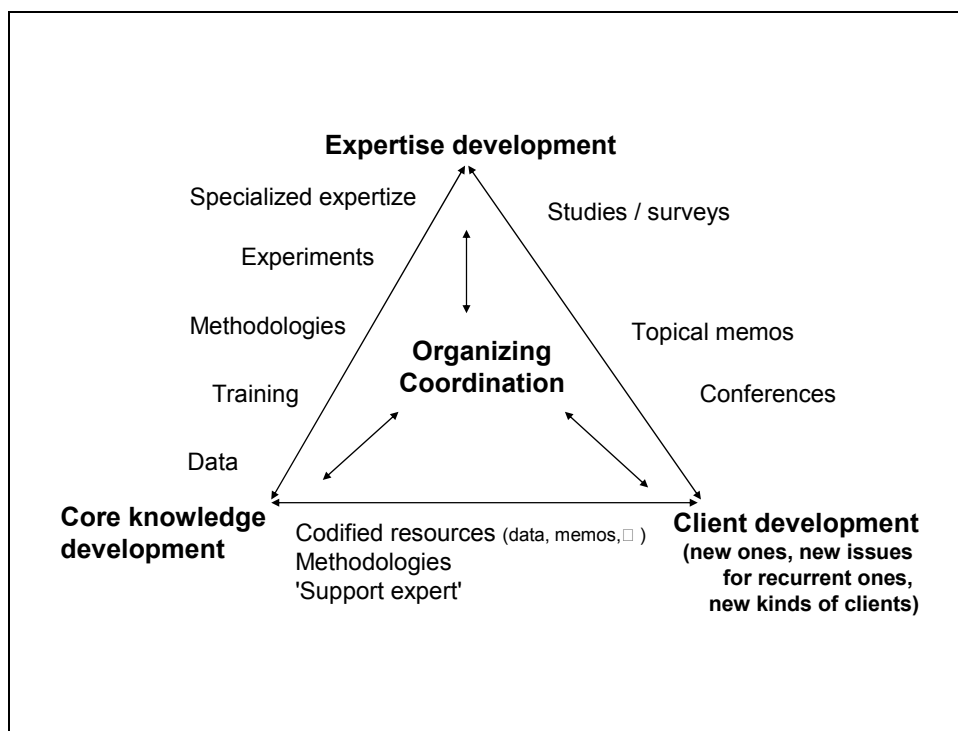 Expertise development
Specialized expertize
Studies / surveys
Experiments
Methodologies
Topical memos
Organizing
Coordination
Training
Conferences
Data
Core knowledge
development
Codified resources (data, memos,□ )
Methodologies
'Support expert'
Client development
(new ones, new issues
for recurrent ones,
new kinds of clients)